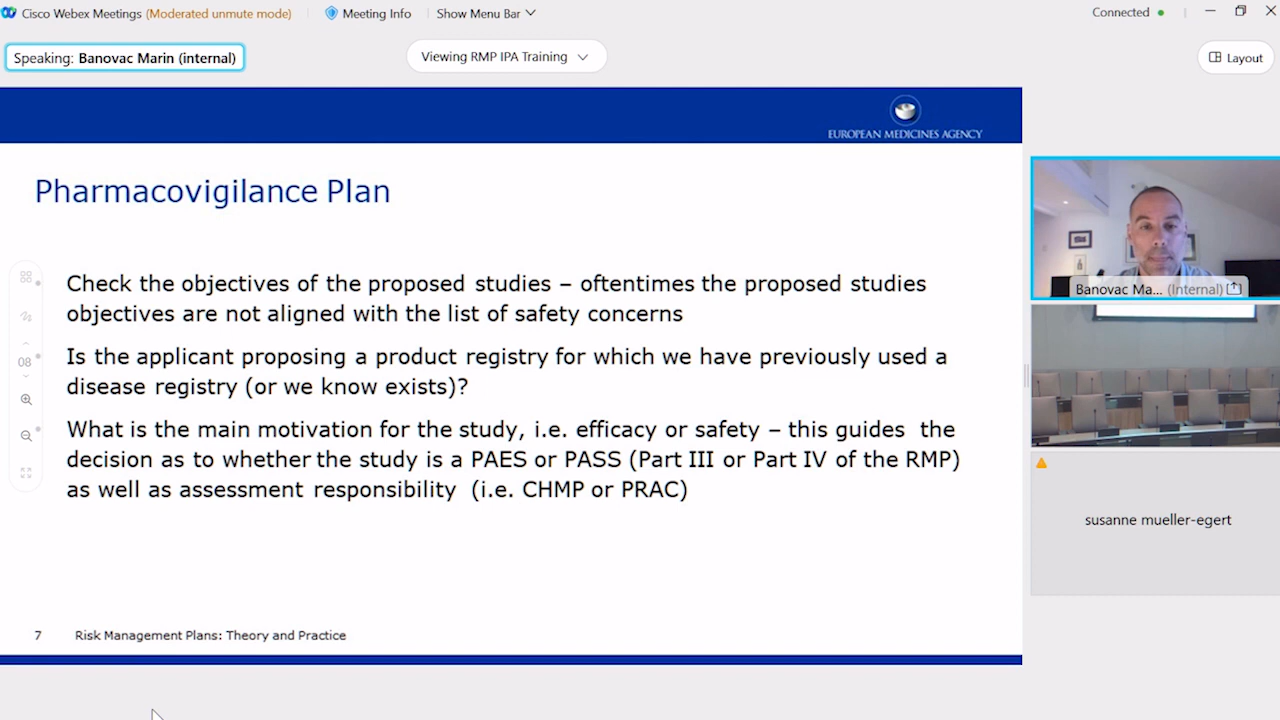 Cisco Webex Meetings (Moderated unmute mode) Meeting Info Show Menu Bar Connected
Speaking: Banovac Marin (internal) Viewing RMP IPA Training Layout
EUROPEAN MEDICINES AGENCY
Pharmacovigilance Plan
Check the objectives of the proposed studies – oftentimes the proposed studies
objectives are not aligned with the list of safety concerns
Is the applicant proposing a product registry for which we have previously used a
disease registry (or we know exists)?
What is the main motivation for the study, i.e. efficacy or safety – this guides the
decision as to whether the study is a PAES or PASS (Part III or Part IV of the RMP)
as well as assessment responsibility (i.e. CHMP or PRAC)
08
7 Risk Management Plans: Theory and Practice
Banovac Ma... (Internal)
susanne mueller-egert